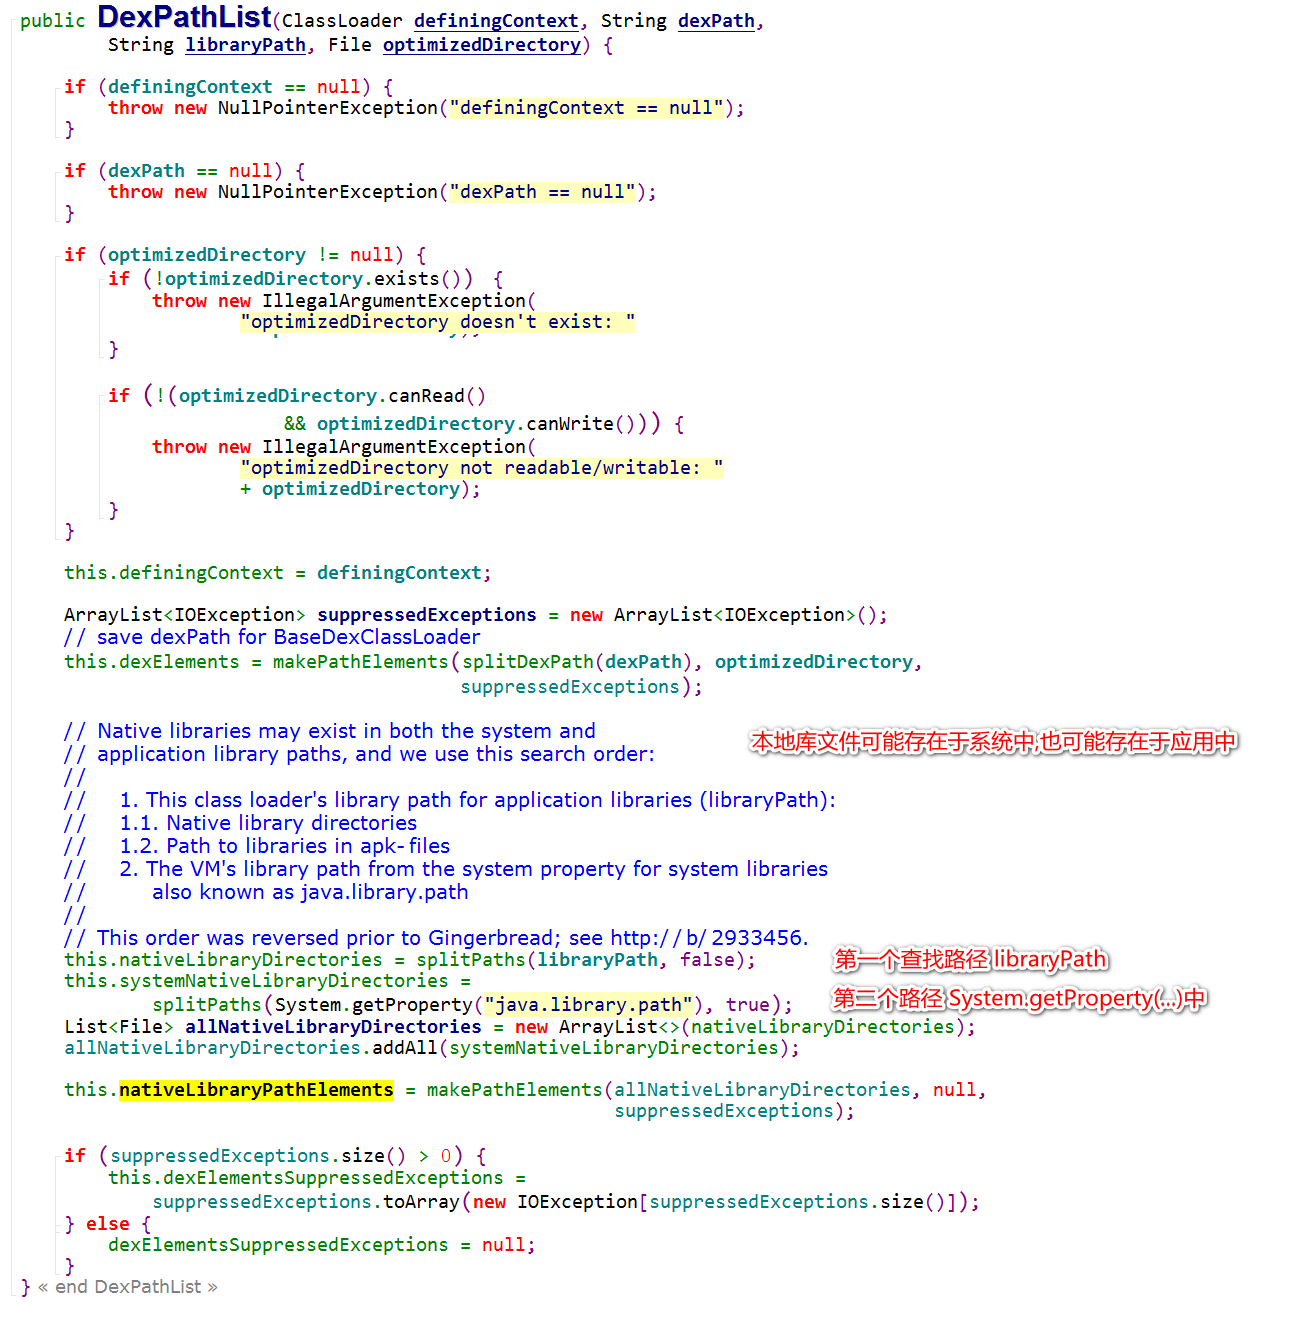 public DexPathList(ClassLoader definingContext, String dexPath,
String libraryPath, File optimizedDirectory) {
if (definingContext == null) {
throw new NullPointerException("definingContext == null");
}
if (dexPath == null) {
throw new NullPointerException("dexPath == null");
}
if (optimizedDirectory != null) {
if (!optimizedDirectory.exists()) {
throw new IllegalArgumentException(
"optimizedDirectory doesn't exist: "
}
if (!(optimizedDirectory.canRead()
&& optimizedDirectory.canWrite())) {
throw new IllegalArgumentException(
"optimizedDirectory not readable/writable: "
+ optimizedDirectory);
}
}
this.definingContext = definingContext;
ArrayList<IOException> suppressedExceptions = new ArrayList<IOException>();
// save dexPath for BaseDexClassLoader
this.dexElements = makePathElements(splitDexPath(dexPath), optimizedDirectory,
suppressedExceptions);
// Native libraries may exist in both the system and
// application library paths, and we use this search order:
本地库文件可能存在于系统中,也可能存在于应用中
//
// 1. This class loader's library path for application libraries (libraryPath):
// 1.1. Native library directories
// 1.2. Path to libraries in apk-files
// 2. The VM's library path from the system property for system libraries
// also known as java.library.path
//
// This order was reversed prior to Gingerbread; see http://b/2933456.
this.nativeLibraryDirectories = splitPaths(libraryPath, false);
第一个查找路径 libraryPath
this.systemNativeLibraryDirectories =
splitPaths(System.getProperty("java.library.path"), true);
第二个路径 System.getProperty(...)中
List<File> allNativeLibraryDirectories = new ArrayList<>(nativeLibraryDirectories);
allNativeLibraryDirectories.addAll(systemNativeLibraryDirectories);
this.nativeLibraryPathElements = makePathElements(allNativeLibraryDirectories, null,
suppressedExceptions);
if (suppressedExceptions.size() > 0) {
this.dexElementsSuppressedExceptions =
suppressedExceptions.toArray(new IOException[suppressedExceptions.size()]);
} else {
dexElementsSuppressedExceptions = null;
}
} « end DexPathList »